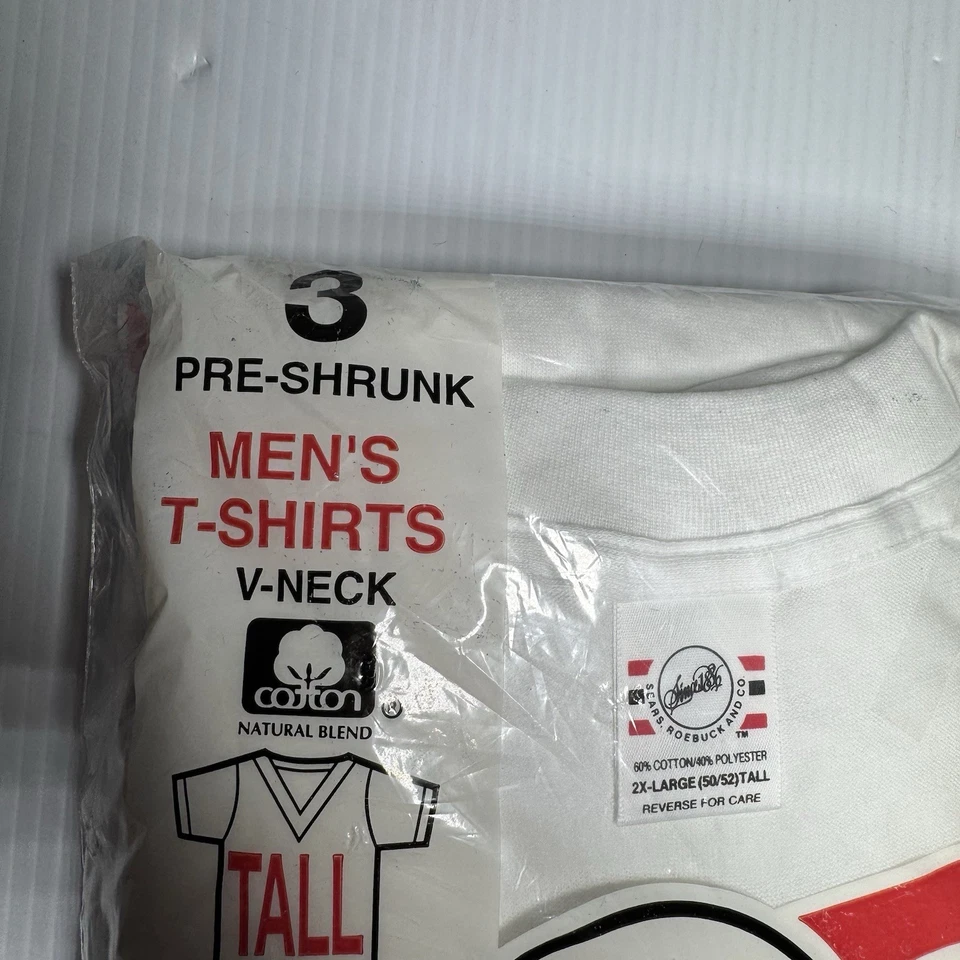 3
PRE-SHRUNK
MEN'S
T-SHIRTS
V-NECK
cotton
®
NATURAL BLEND
TALL
SEARS, ROEBUCK AND CO
TM
60% COTTON/40% POLYESTER
2X-LARGE (50/52) TALL
REVERSE FOR CARE